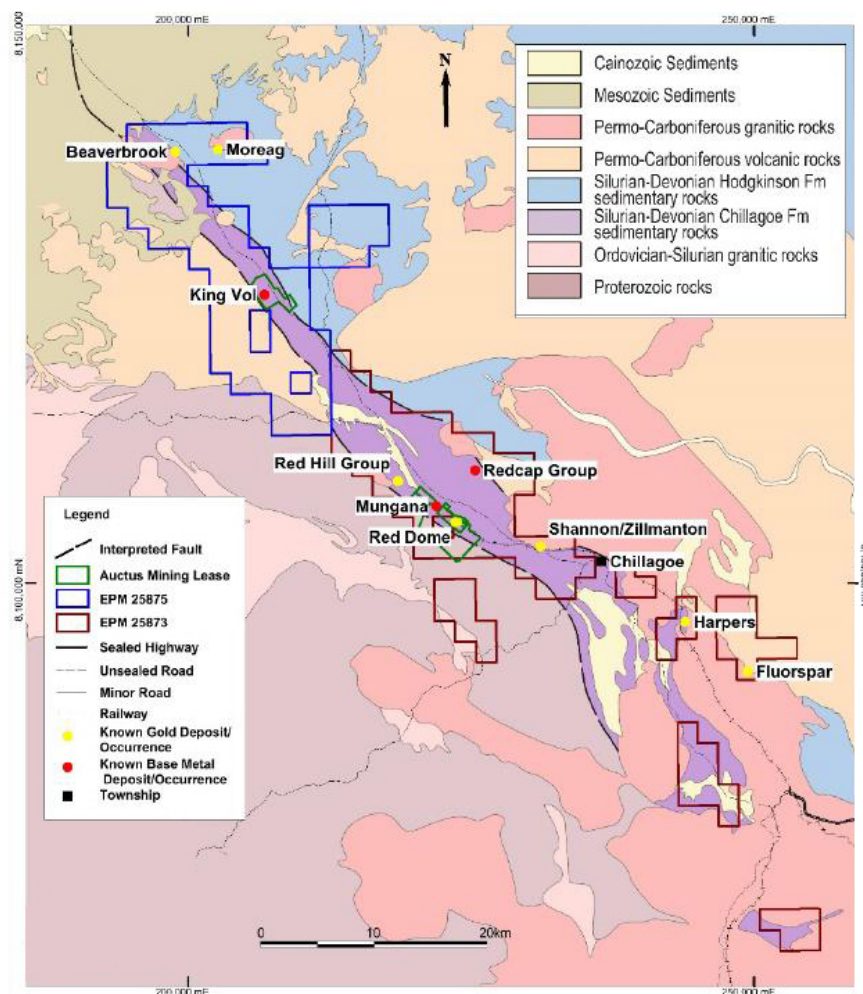 200,000 mE
250,000 mE
8,150,000
N
Cainozoic Sediments
Mesozoic Sediments
Permo-Carboniferous granitic rocks
Permo-Carboniferous volcanic rocks
Silurian-Devonian Hodgkinson Fm
sedimentary rocks
Silurian-Devonian Chillagoe Fm
sedimentary rocks
Ordovician-Silurian granitic rocks
Proterozoic rocks
Beaverbrook
Moreag
King Vol
Red Hill Group
Redcap Group
Mungana
Red Dome
Shannon/Zillmanton
Chillagoe
Harpers
Fluorspar
Legend
Interpreted Fault
Auctus Mining Lease
EPM 25875
EPM 25873
Sealed Highway
Unsealed Road
Minor Road
Railway
Known Gold Deposit/
Occurrence
Known Base Metal
Deposit/Occurrence
Township
8,100,000 mN
0
10
20km
200,000 mE
250,000 mE